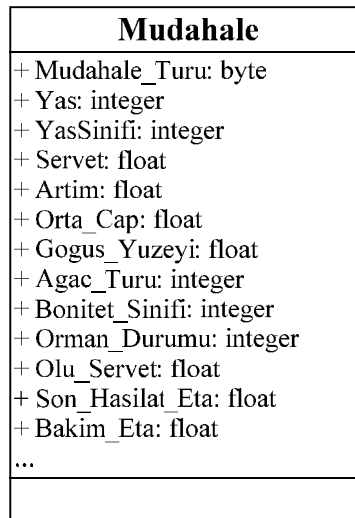 Mudahale
+ Mudahale_Turu: byte
+ Yas: integer
+ YasSinifi: integer
+ Servet: float
+ Artim: float
+ Orta_Cap: float
+ Gogus_Yuzeyi: float
+ Agac_Turu: integer
+ Bonitet_Sinifi: integer
+ Orman_Durumu: integer
+ Olu_Servet: float
+ Son_Hasilat_Eta: float
+ Bakim_Eta: float
...